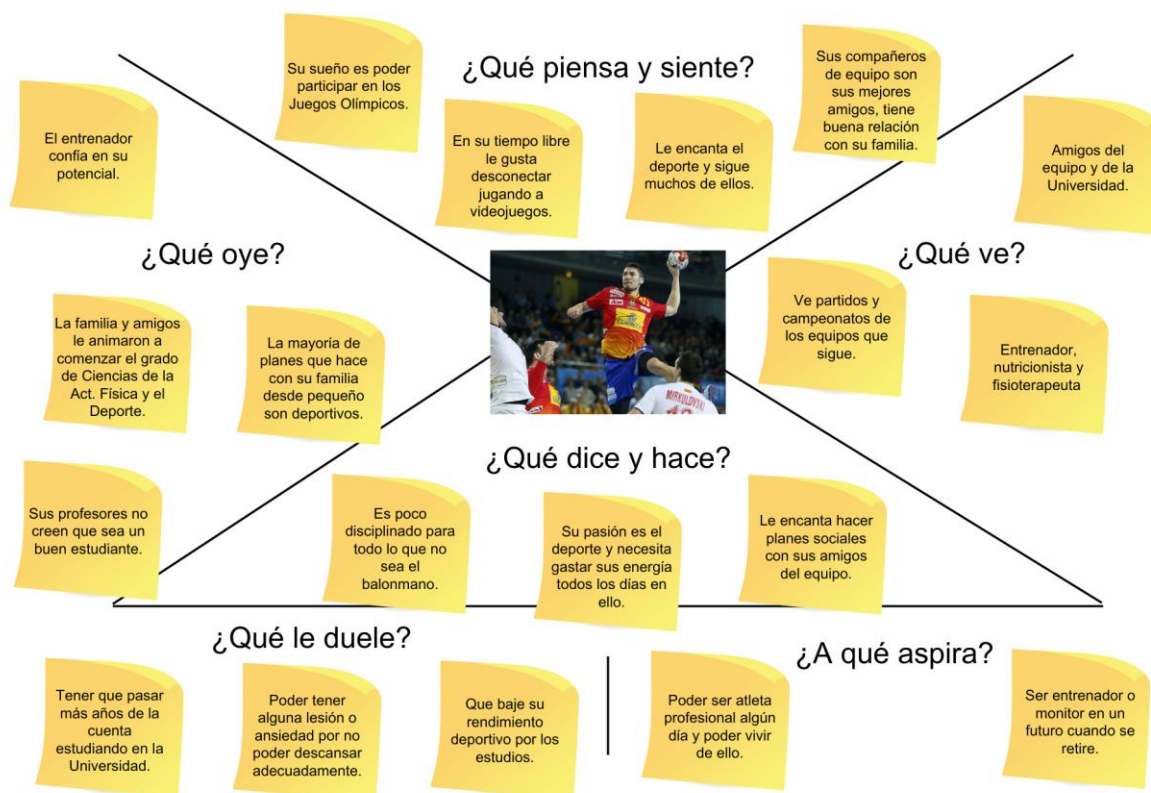 ¿Qué piensa y siente?
Su sueño es poder
participar en los
Juegos Olímpicos.
En su tiempo libre
le gusta
desconectar
jugando a
videojuegos.
Le encanta el
deporte y sigue
muchos de ellos.
Sus compañeros
de equipo son
sus mejores
amigos, tiene
buena relación
con su familia.
El entrenador
confía en su
potencial.
¿Qué oye?
La familia y amigos
le animaron a
comenzar el grado
de Ciencias de la
Act. Física y el
Deporte.
La mayoría de
planes que hace
con su familia
desde pequeño
son deportivos.
Sus profesores no
creen que sea un
buen estudiante.
Amigos del
equipo y de la
Universidad.
¿Qué ve?
Ve partidos y
campeonatos de
los equipos que
sigue.
Entrenador,
nutricionista y
fisioterapeuta
MIRKULOVSKI
¿Qué dice y hace?
Es poco
disciplinado para
todo lo que no
sea el
balonmano.
Su pasión es el
deporte y necesita
gastar sus energía
todos los días en
ello.
Le encanta hacer
planes sociales
con sus amigos
del equipo.
¿Qué le duele?
Tener que pasar
más años de la
cuenta
estudiando en la
Universidad.
Poder tener
alguna lesión o
ansiedad por no
poder descansar
adecuadamente.
Que baje su
rendimiento
deportivo por los
estudios.
¿A qué aspira?
Poder ser atleta
profesional algún
día y poder vivir
de ello.
Ser entrenador o
monitor en un
futuro cuando se
retire.